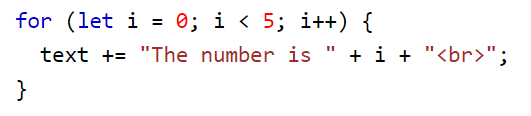 for (let i = 0; i < 5; i++) {
  text += "The number is " + i + "<br>";
}